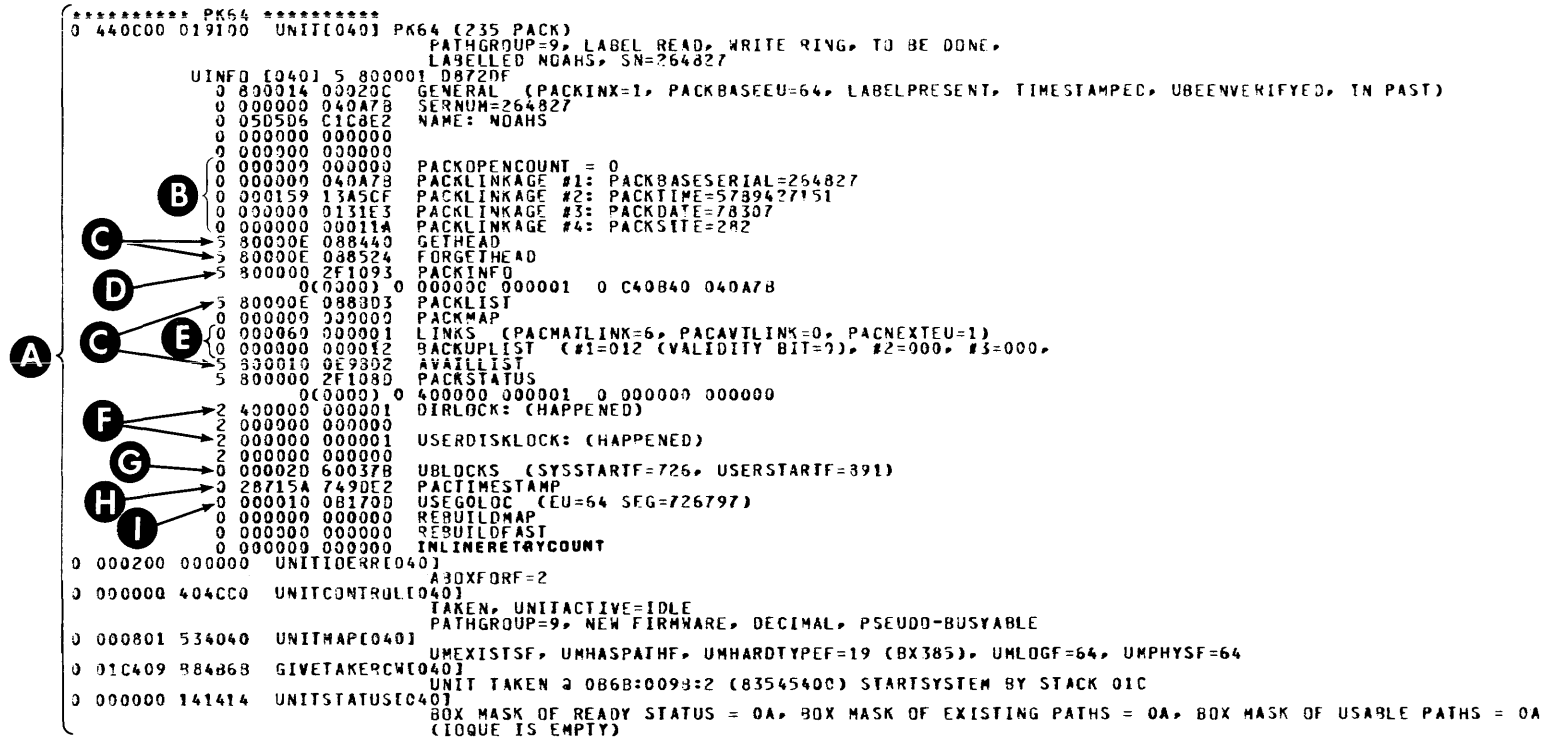 ********** PK64 **********
0 440C00 019100 UNIT[040] PK64 (235 PACK)
PATHGROUP=9, LABEL READ, WRITE RING, TO BE DONE,
LABELLED NOAHS, SN=264827
UINFO [040] 5 800001 D872DF
0 800014 00020C GENERAL (PACKINX=1, PACKBASEEU=64, LABELPRESENT, TIMESTAMPED, UBEENVERIFYED, IN PAST)
0 000000 040A7B SERNUM=264827
0 05D5D6 C1C8E2 NAME: NOAHS
0 000000 000000
0 000000 000000
0 000000 000000 PACKOPENCOUNT = 0
B 0 000000 040A7B PACKLINKAGE #1: PACKBASESERIAL=264827
0 000159 13A5CF PACKLINKAGE #2: PACKTIME=5789427151
0 000000 0131E3 PACKLINKAGE #3: PACKDATE=78307
0 000000 00011A PACKLINKAGE #4: PACKSITE=282
C 5 80000E 088440 GETHEAD
5 80000E 088524 FORGETHEAD
D 5 800000 2F1093 PACKINFO
0(0000) 0 00000C 000001 0 C40840 040A7B
5 80000E 0883D3 PACKLIST
0 000000 000000 PACKMAP
C E 0 000060 000001 LINKS (PACMATLINK=6, PACAVTLINK=0, PACNEXTEU=1)
A 0 000000 000012 BACKUPLIST (#1=012 (VALIDITY BIT=0), #2=000, #3=000,
5 800010 0E9802 AVAILLIST
5 800000 2F108D PACKSTATUS
0(0000) 0 400000 000001 0 000000 000000
F 2 400000 000001 DIRLOCK: (HAPPENED)
2 000000 000000
2 000000 000001 USERDISKLOCK: (HAPPENED)
2 000000 000000
G 0 00002D 60037B UBLOCKS (SYSSTARTF=726, USERSTARTF=891)
H 0 28715A 749DE2 PACTIMESTAMP
I 0 000010 0B170D USEGOLOC (EU=64 SEG=726797)
0 000000 000000 REBUILDMAP
0 000000 000000 REBUILDFAST
0 000000 000000 INLINERETRYCOUNT
0 000200 000000 UNITIOERR[040]
ABOXFORF=2
0 000000 404CC0 UNITCONTROL[040]
TAKEN, UNITACTIVE=IDLE
PATHGROUP=9, NEW FIRMWARE, DECIMAL, PSEUDO-BUSYABLE
0 000801 534040 UNITMAP[040]
UMEXISTSF, UMHASPATHF, UMHARDTYPEF=19 (BX385), UMLOGF=64, UMPHYSF=64
0 01C409 884B6B GIVETAKERCW[040]
UNIT TAKEN @ 0B6B:0098:2 (83545400) STARTSYSTEM BY STACK 01C
0 000000 141414 UNITSTATUS[040]
BOX MASK OF READY STATUS = 0A, BOX MASK OF EXISTING PATHS = 0A, BOX MASK OF USABLE PATHS = 0A
(IOQUE IS EMPTY)